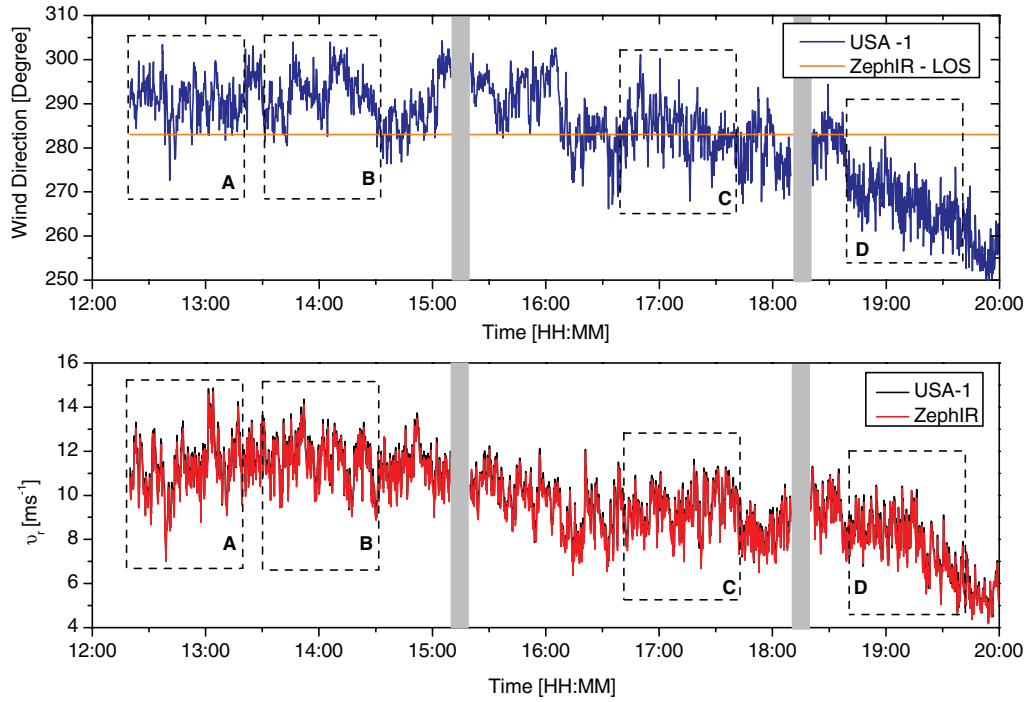 310
300
290
280
270
260
250
Wind Direction [Degree]
USA -1
ZephIR - LOS
A
B
C
D
12:00 13:00 14:00 15:00 16:00 17:00 18:00 19:00 20:00
Time [HH:MM]
16
14
12
10
8
6
4
υr [ms-1]
USA-1
ZephIR
A
B
C
D
12:00 13:00 14:00 15:00 16:00 17:00 18:00 19:00 20:00
Time [HH:MM]